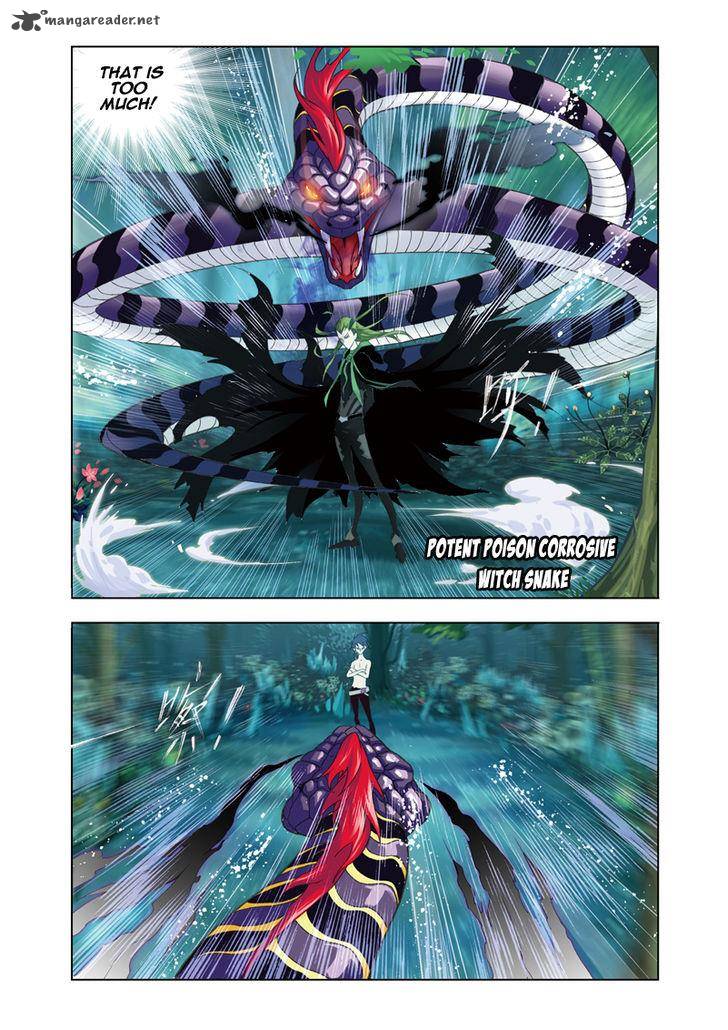 mangareader.net
THAT IS
TOO
MUCH!
POTENT POISON CORROSIVE
WITCH SNAKE